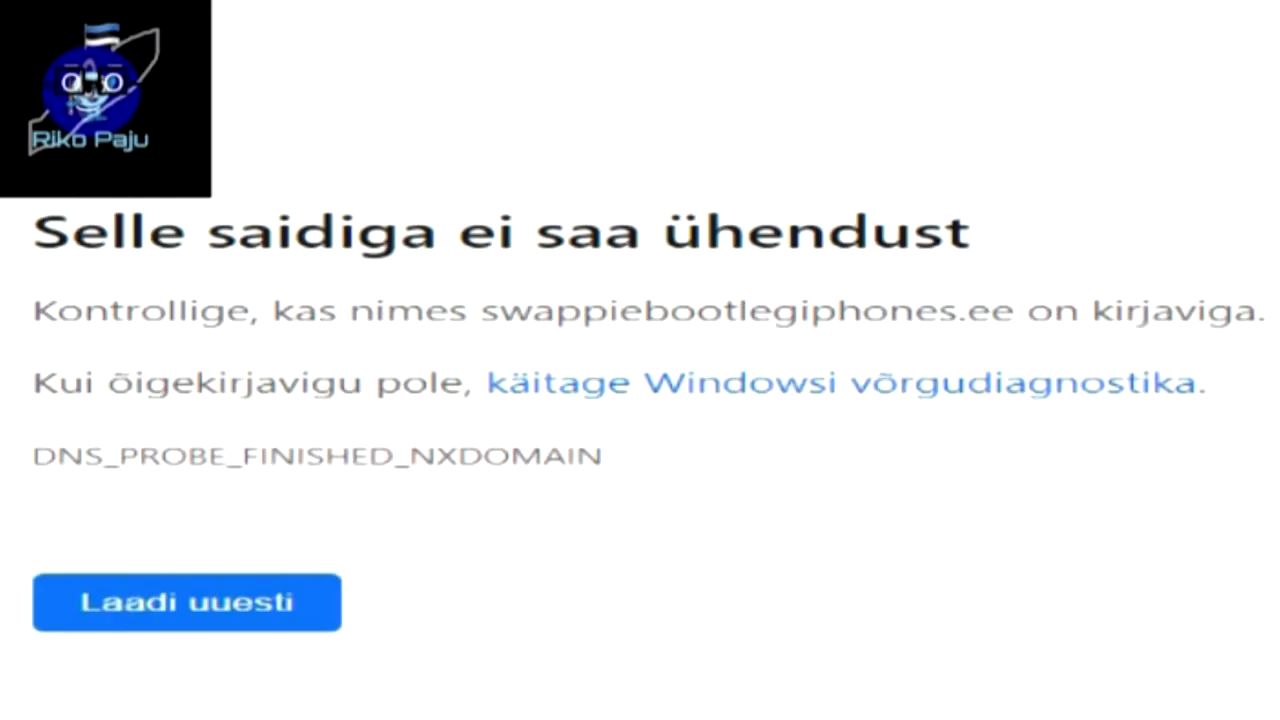 Riko Paju
Selle saidiga ei saa ühendust
Kontrollige, kas nimes swappiebootlegiphones.ee on kirjaviga.
Kui õigekirjavigu pole, käitage Windowsi võrgudiagnostika.
DNS_PROBE_FINISHED_NXDOMAIN
Laadi uuesti